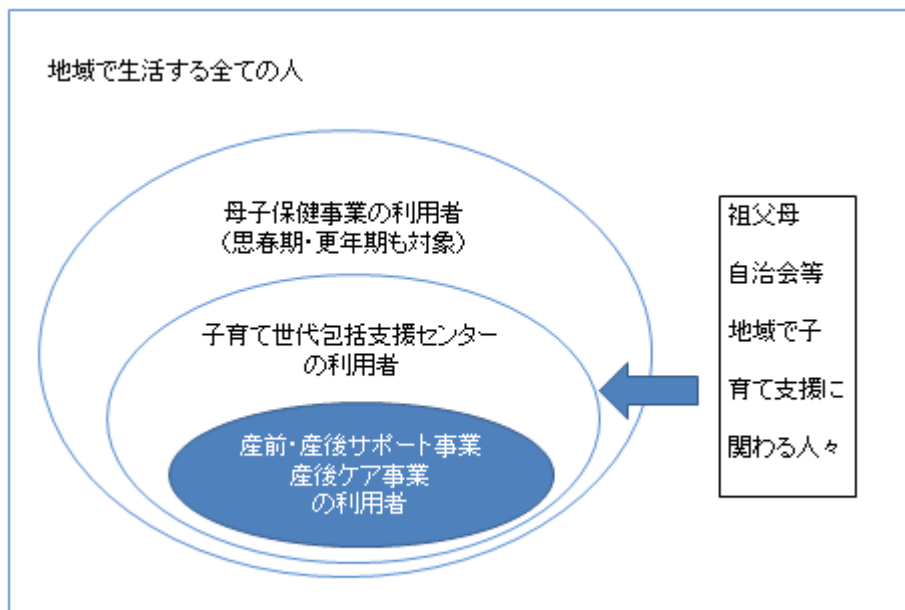 地域で生活する全ての人
母子保健事業の利用者
（思春期・更年期も対象）
子育て世代包括支援センター
の利用者
産前・産後サポート事業
産後ケア事業
の利用者
祖父母
自治会等
地域で子
育て支援に
関わる人々